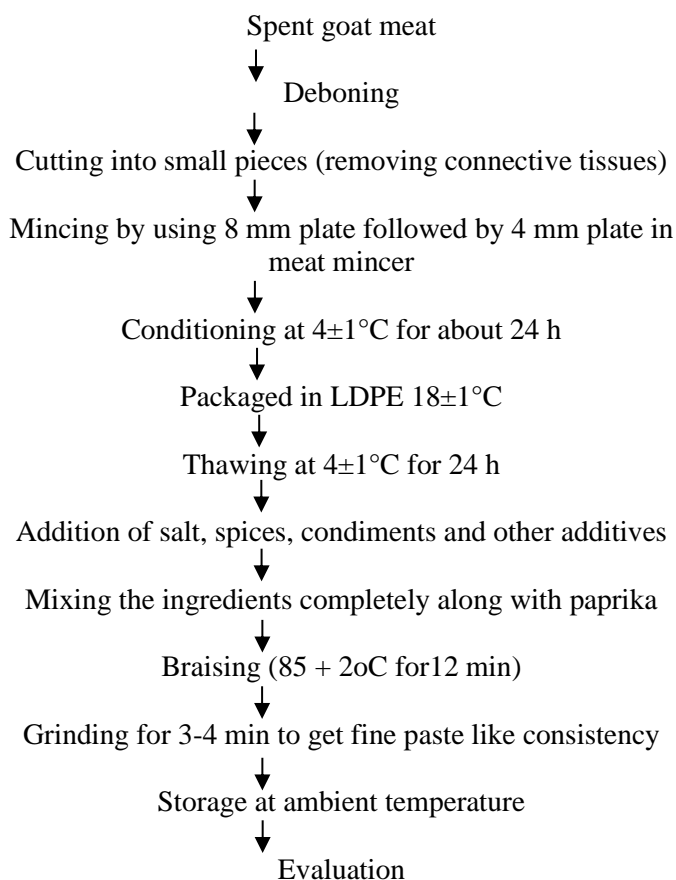 Spent goat meat
Deboning
Cutting into small pieces (removing connective tissues)
Mincing by using 8 mm plate followed by 4 mm plate in
meat mincer
Conditioning at 4±1°C for about 24 h
Packaged in LDPE 18±1°C
Thawing at 4±1°C for 24 h
Addition of salt, spices, condiments and other additives
Mixing the ingredients completely along with paprika
Braising (85 + 2oC for12 min)
Grinding for 3-4 min to get fine paste like consistency
Storage at ambient temperature
Evaluation